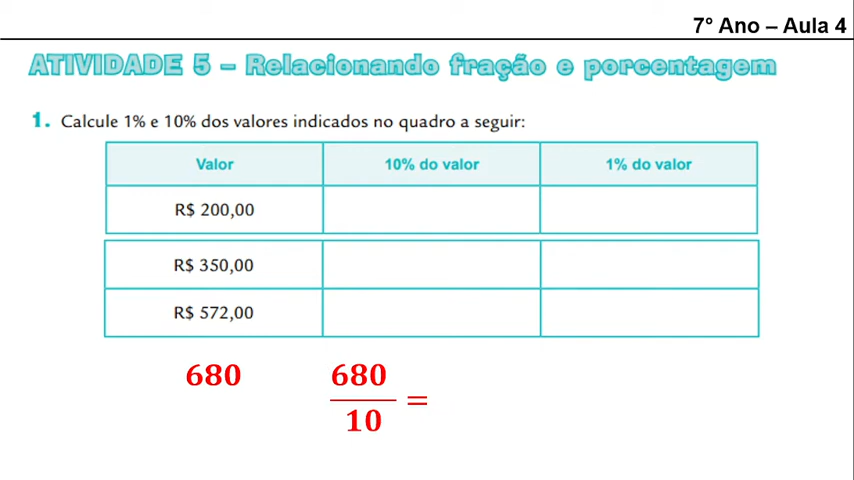 7° Ano – Aula 4
ATIVIDADE 5 – Relacionando fração e porcentagem
1. Calcule 1% e 10% dos valores indicados no quadro a seguir:
Valor 10% do valor 1% do valor
R$ 200,00
R$ 350,00
R$ 572,00
680 680
=
10